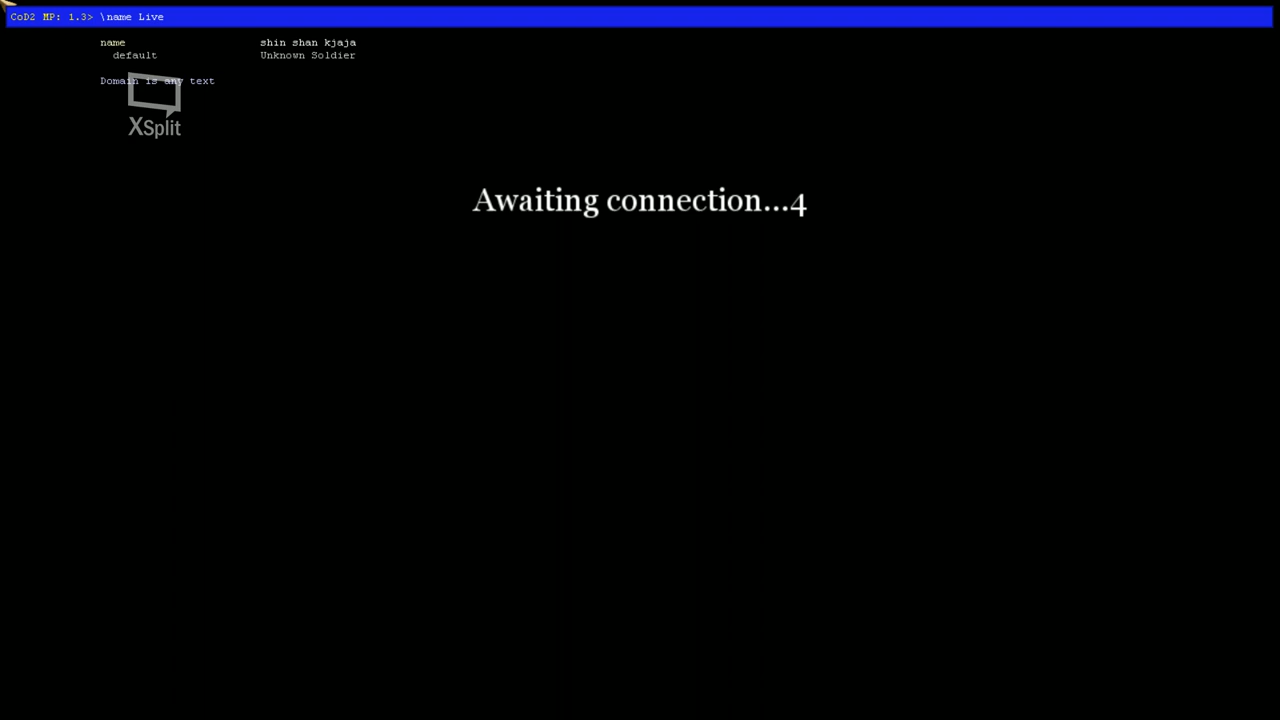 CoD2 MP: 1.3> \name Live
name shin shan kjaja
default Unknown Soldier
Domain is any text
XSplit
Awaiting connection...4